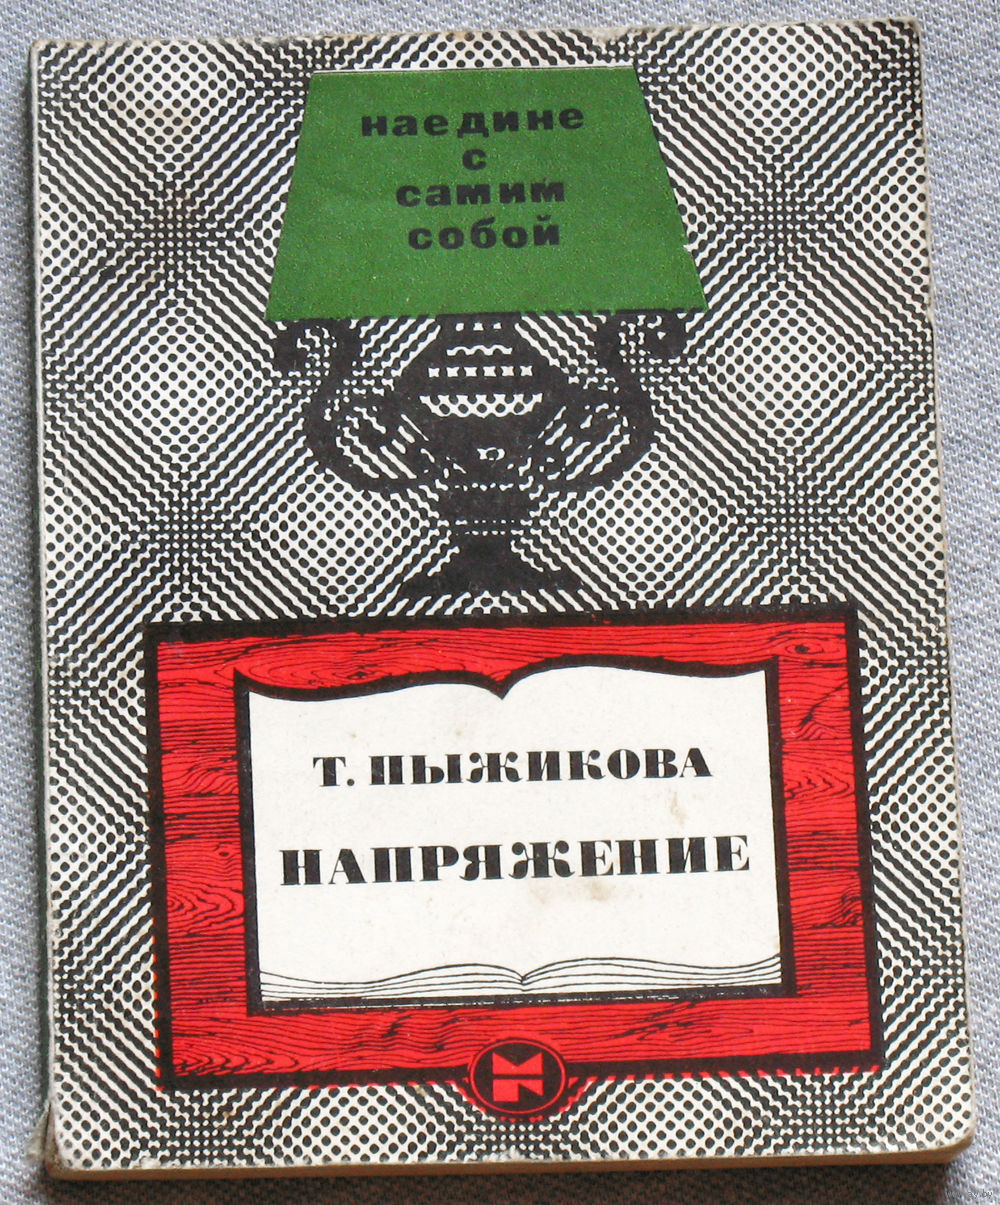 наедине
с
самим
собой
Т. ПЫЖИКОВА
НАПРЯЖЕНИЕ